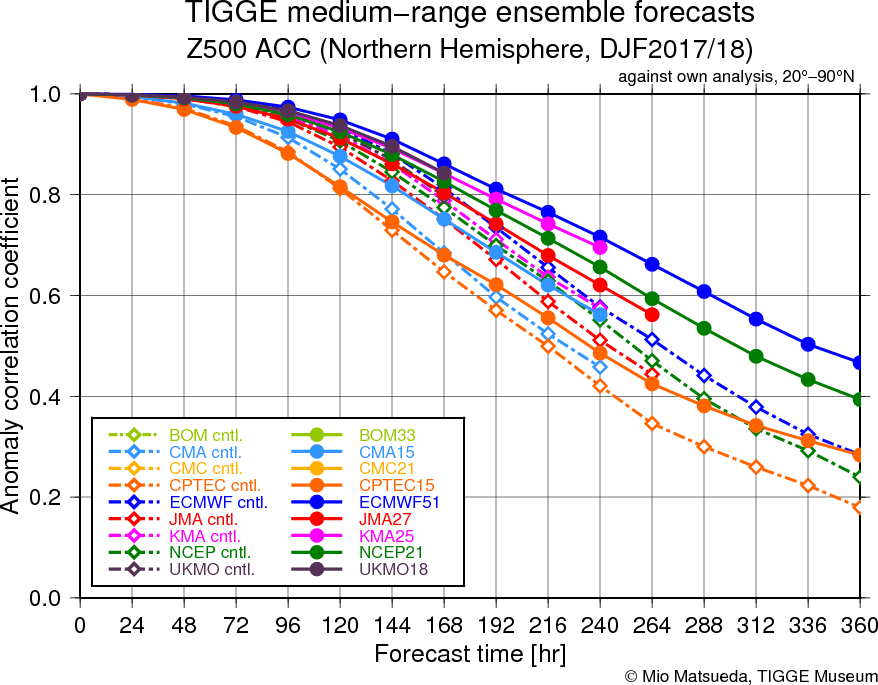 TIGGE medium−range ensemble forecasts
Z500 ACC (Northern Hemisphere, DJF2017/18)
against own analysis, 20º−90ºN
Anomaly correlation coefficient
1.0
0.8
0.6
0.4
0.2
0.0
BOM cntl. BOM33
CMA cntl. CMA15
CMC cntl. CMC21
CPTEC cntl. CPTEC15
ECMWF cntl. ECMWF51
JMA cntl. JMA27
KMA cntl. KMA25
NCEP cntl. NCEP21
UKMO cntl. UKMO18
0 24 48 72 96 120 144 168 192 216 240 264 288 312 336 360
Forecast time [hr]
© Mio Matsueda, TIGGE Museum